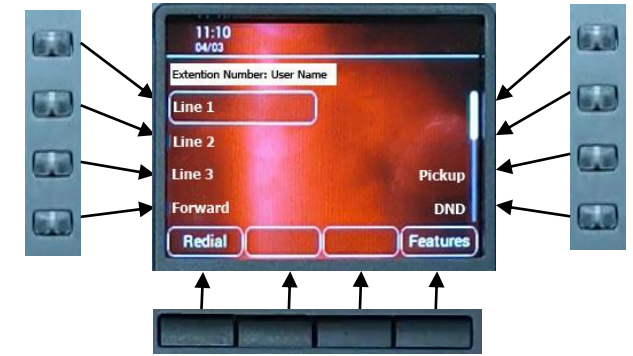 11:10
04/03
Extention Number: User Name
Line 1
Line 2
Line 3
Pickup
Forward
DND
Redial
Features